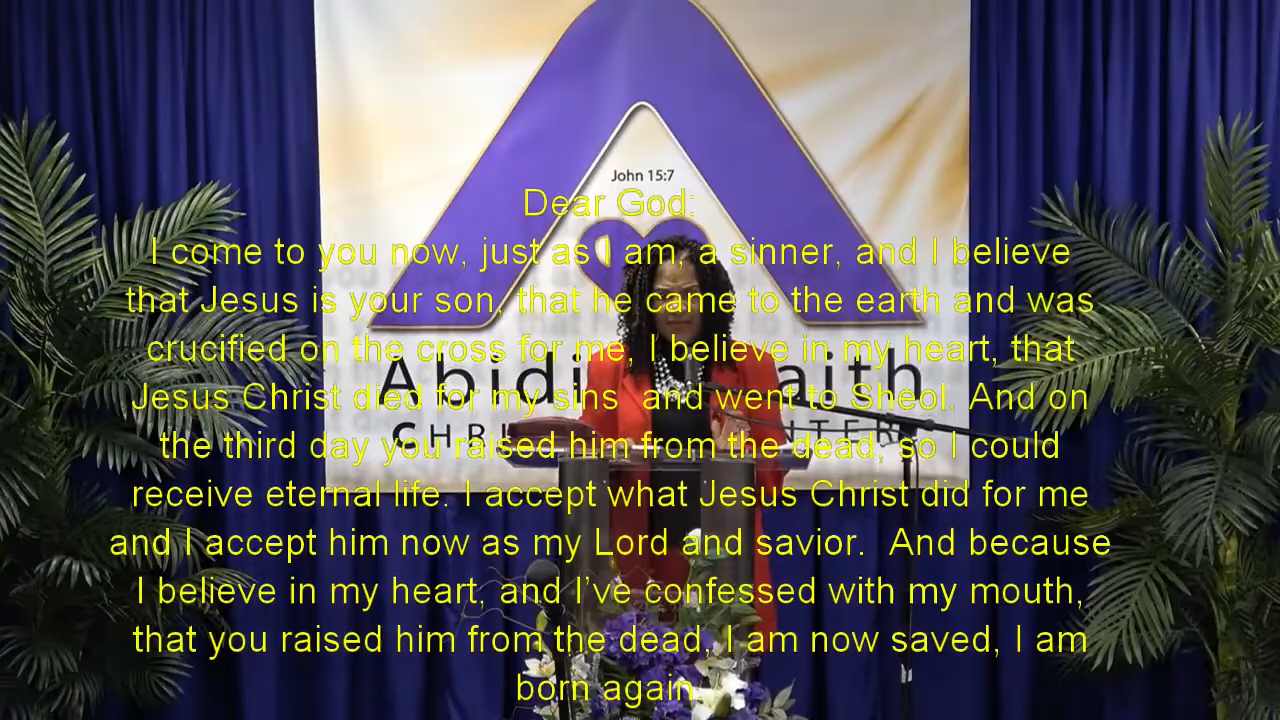 John 15:7
Dear God:
I come to you now, just as I am, a sinner, and I believe
that Jesus is your son, that he came to the earth and was
crucified on the cross for me, I believe in my heart, that
Jesus Christ died for my sins  and went to Sheol. And on
the third day you raised him from the dead, so I could
receive eternal life. I accept what Jesus Christ did for me
and I accept him now as my Lord and savior.  And because
I believe in my heart, and I’ve confessed with my mouth,
that you raised him from the dead, I am now saved, I am
born again.